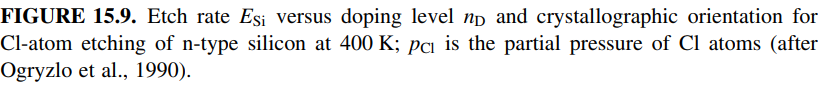 FIGURE 15.9. Etch rate E_Si versus doping level n_D and crystallographic orientation for
Cl-atom etching of n-type silicon at 400 K; p_Cl is the partial pressure of Cl atoms (after
Ogryzlo et al., 1990).